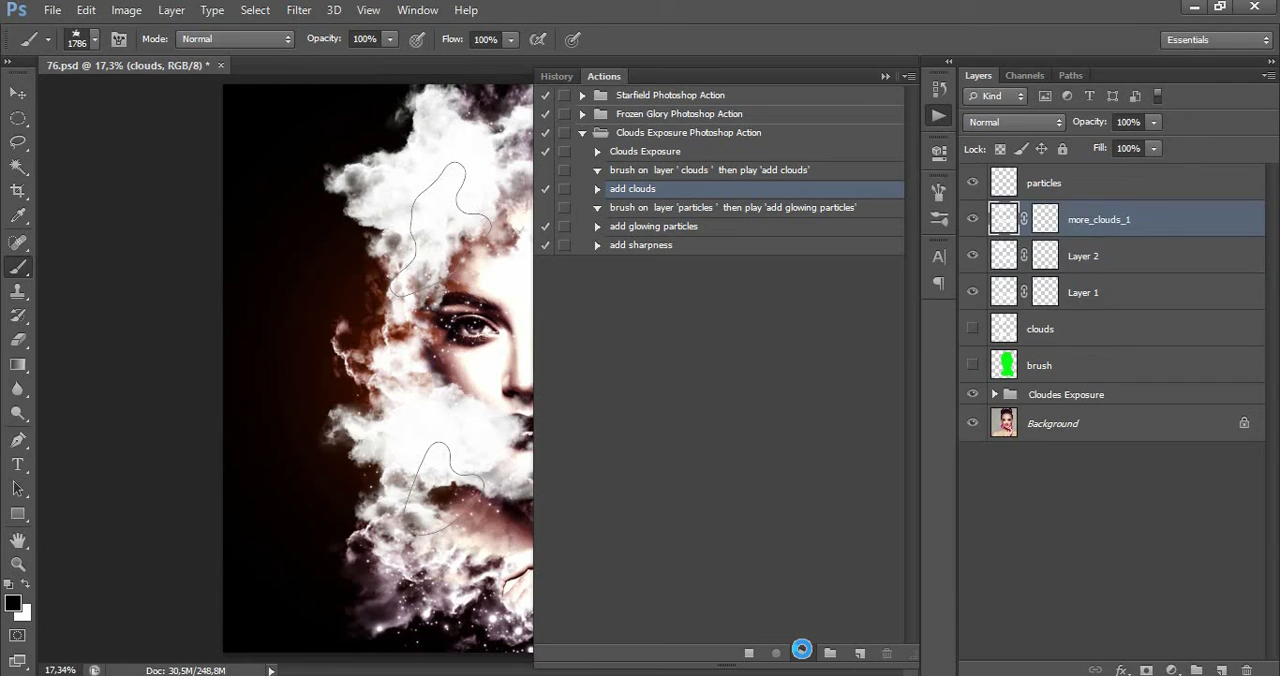 Ps File Edit Image Layer Type Select Filter 3D View Window Help
1786 Mode: Normal Opacity: 100% Flow: 100% Essentials
76.psd @ 17,3% (clouds, RGB/8) * ×
History Actions
Starfield Photoshop Action
Frozen Glory Photoshop Action
Clouds Exposure Photoshop Action
Clouds Exposure
brush on layer ' clouds ' then play 'add clouds'
add clouds
brush on layer 'particles ' then play 'add glowing particles'
add glowing particles
add sharpness
Layers Channels Paths
Kind
Normal Opacity: 100%
Lock: Fill: 100%
particles
more_clouds_1
Layer 2
Layer 1
clouds
brush
Cloudes Exposure
Background
17,34% Doc: 30,5M/248,8M